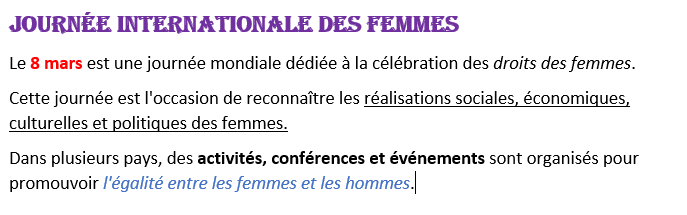 JOURNÉE INTERNATIONALE DES FEMMES
Le 8 mars est une journée mondiale dédiée à la célébration des droits des femmes.
Cette journée est l'occasion de reconnaître les réalisations sociales, économiques,
culturelles et politiques des femmes.
Dans plusieurs pays, des activités, conférences et événements sont organisés pour
promouvoir l'égalité entre les femmes et les hommes.